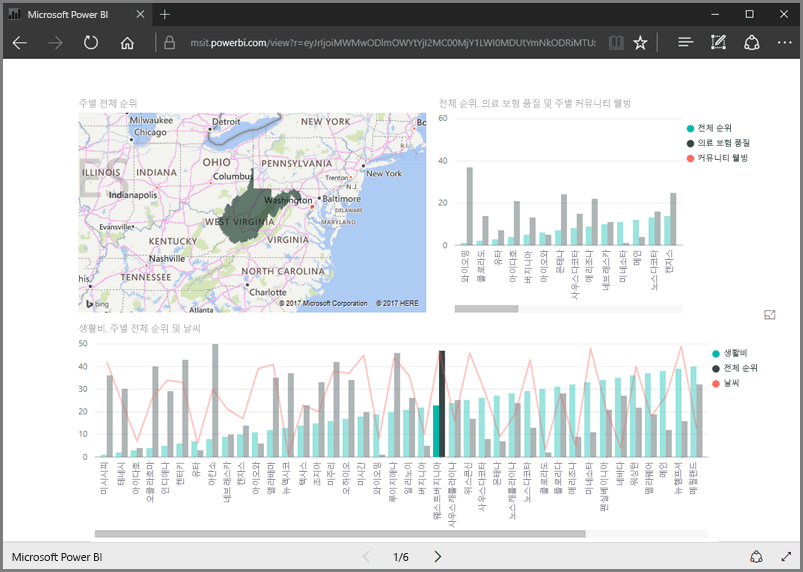 Microsoft Power BI
msit.powerbi.com/view?r=eyJrIjoiMWMwODlmOWYtYjI2MC00MjY1LWI0MDUtYmNkODRiMTU:
주별 전체 순위
전체 순위, 의료 보험 품질 및 주별 커뮤니티 웰빙
Milwaukee
Detroit
NEW YORK
Chicago
ILLINOIS
INDIANA
OHIO
PENNSYLVANIA
New York
Columbus
Trenton
N.J.
Indianapolis
Washington
Baltimore
DELAWARE
MARYLAND
WEST VIRGINIA
Evansville
VIRGINIA
KENTUCKY
Nashville
TENNESSEE
NORTH CAROLINA
Charlotte
Atlanta
bing
© 2017 Microsoft Corporation © 2017 HERE
60
40
20
0
와이오밍
콜로라도
유타
아이다호
버지니아
아이오와
몬태나
사우스다코타
애리조나
네브래스카
미네소타
메인
노스다코타
캔자스
전체 순위
의료 보험 품질
커뮤니티 웰빙
생활비, 주별 전체 순위 및 날씨
50
40
30
20
10
0
미시시피
테네시
아이다호
오클라호마
인디애나
켄터키
유타
아칸소
네브래스카
캔자스
아이오와
앨라배마
뉴멕시코
텍사스
조지아
미주리
오하이오
미시간
와이오밍
루이지애나
일리노이
버지니아
웨스트버지니아
사우스캐롤라이나
위스콘신
사우스다코타
몬태나
노스캐롤라이나
노스다코타
콜로라도
플로리다
애리조나
미네소타
펜실베이니아
네바다
워싱턴
델라웨어
메인
뉴햄프셔
메릴랜드
생활비
전체 순위
날씨
Microsoft Power BI
1/6